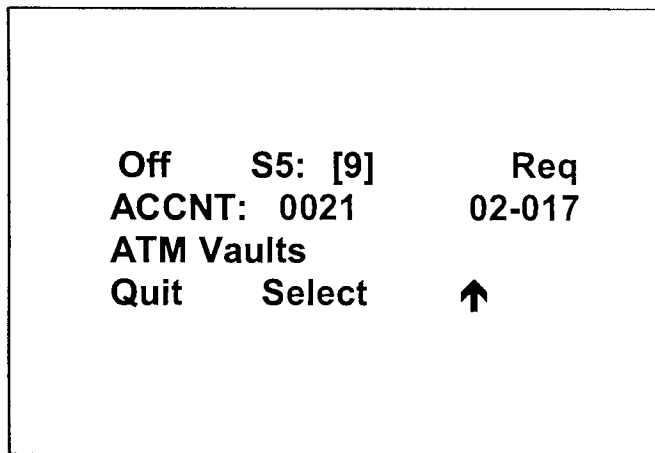 Off S5: [9] Req
ACCNT: 0021 02-017
ATM Vaults
Quit Select ↑